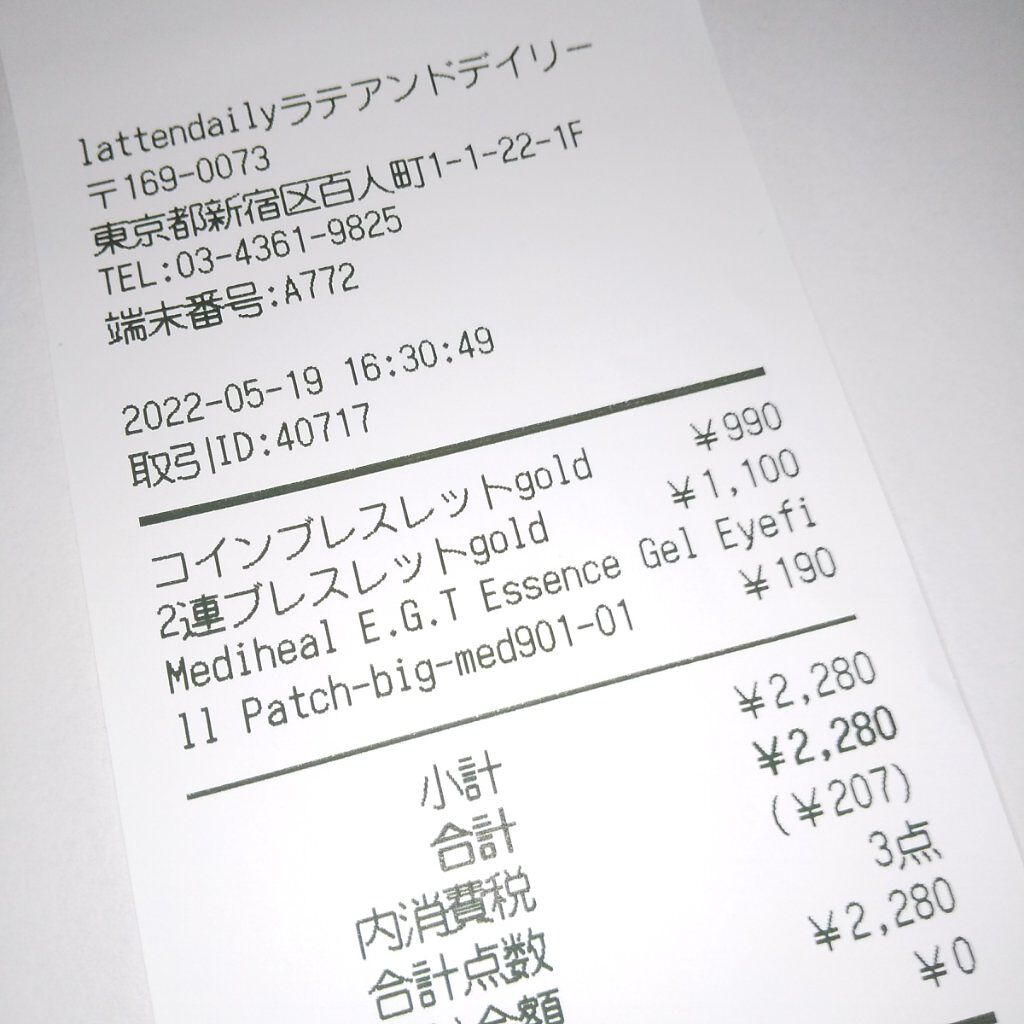 lattendailyラテアンドデイリー
〒169-0073
東京都新宿区百人町1-1-22-1F
TEL:03-4361-9825
端末番号:A772
2022-05-19 16:30:49
取引ID:40717
コインブレスレットgold ¥990
2連ブレスレットgold ¥1,100
Mediheal E.G.T Essence Gel Eyefi
ll Patch-big-med901-01 ¥190
小計 ¥2,280
合計 ¥2,280
内消費税 (¥207)
合計点数 3点
金額 ¥2,280
¥0